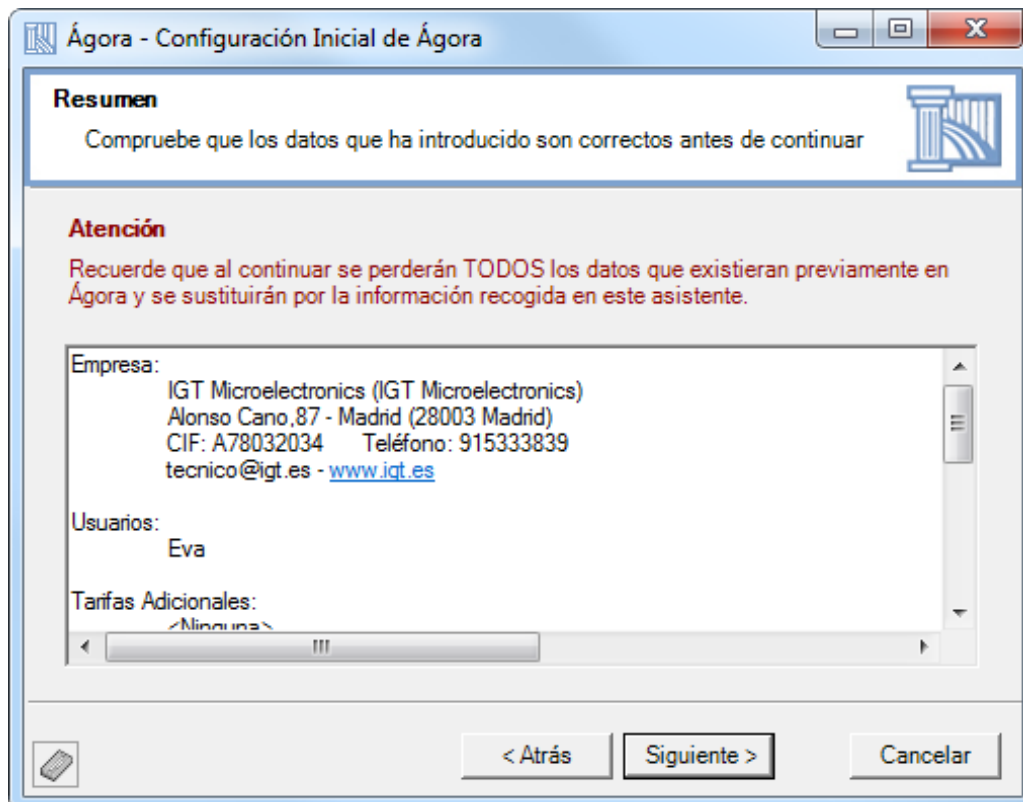 Ágora - Configuración Inicial de Ágora
Resumen
Compruebe que los datos que ha introducido son correctos antes de continuar
Atención
Recuerde que al continuar se perderán TODOS los datos que existieran previamente en
Ágora y se sustituirán por la información recogida en este asistente.
Empresa:
IGT Microelectronics (IGT Microelectronics)
Alonso Cano,87 - Madrid (28003 Madrid)
CIF: A78032034 Teléfono: 915333839
tecnico@igt.es - www.igt.es
Usuarios:
Eva
Tarifas Adicionales:
<Ninguna>
< Atrás
Siguiente >
Cancelar